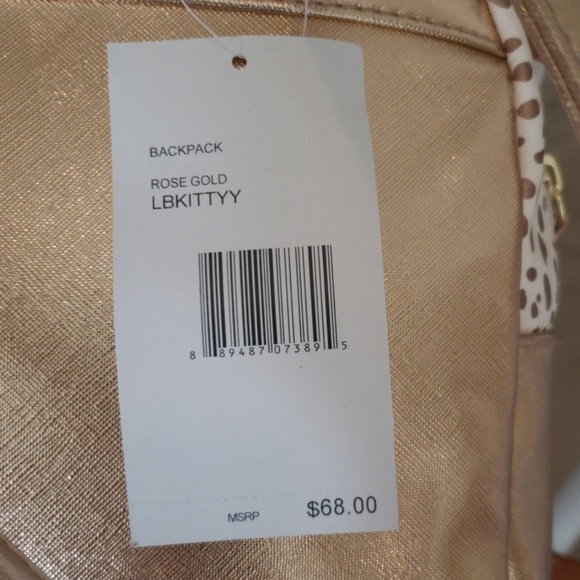 BACKPACK
ROSE GOLD
LBKITTYY
8 89487 07389 5
MSRP $68.00